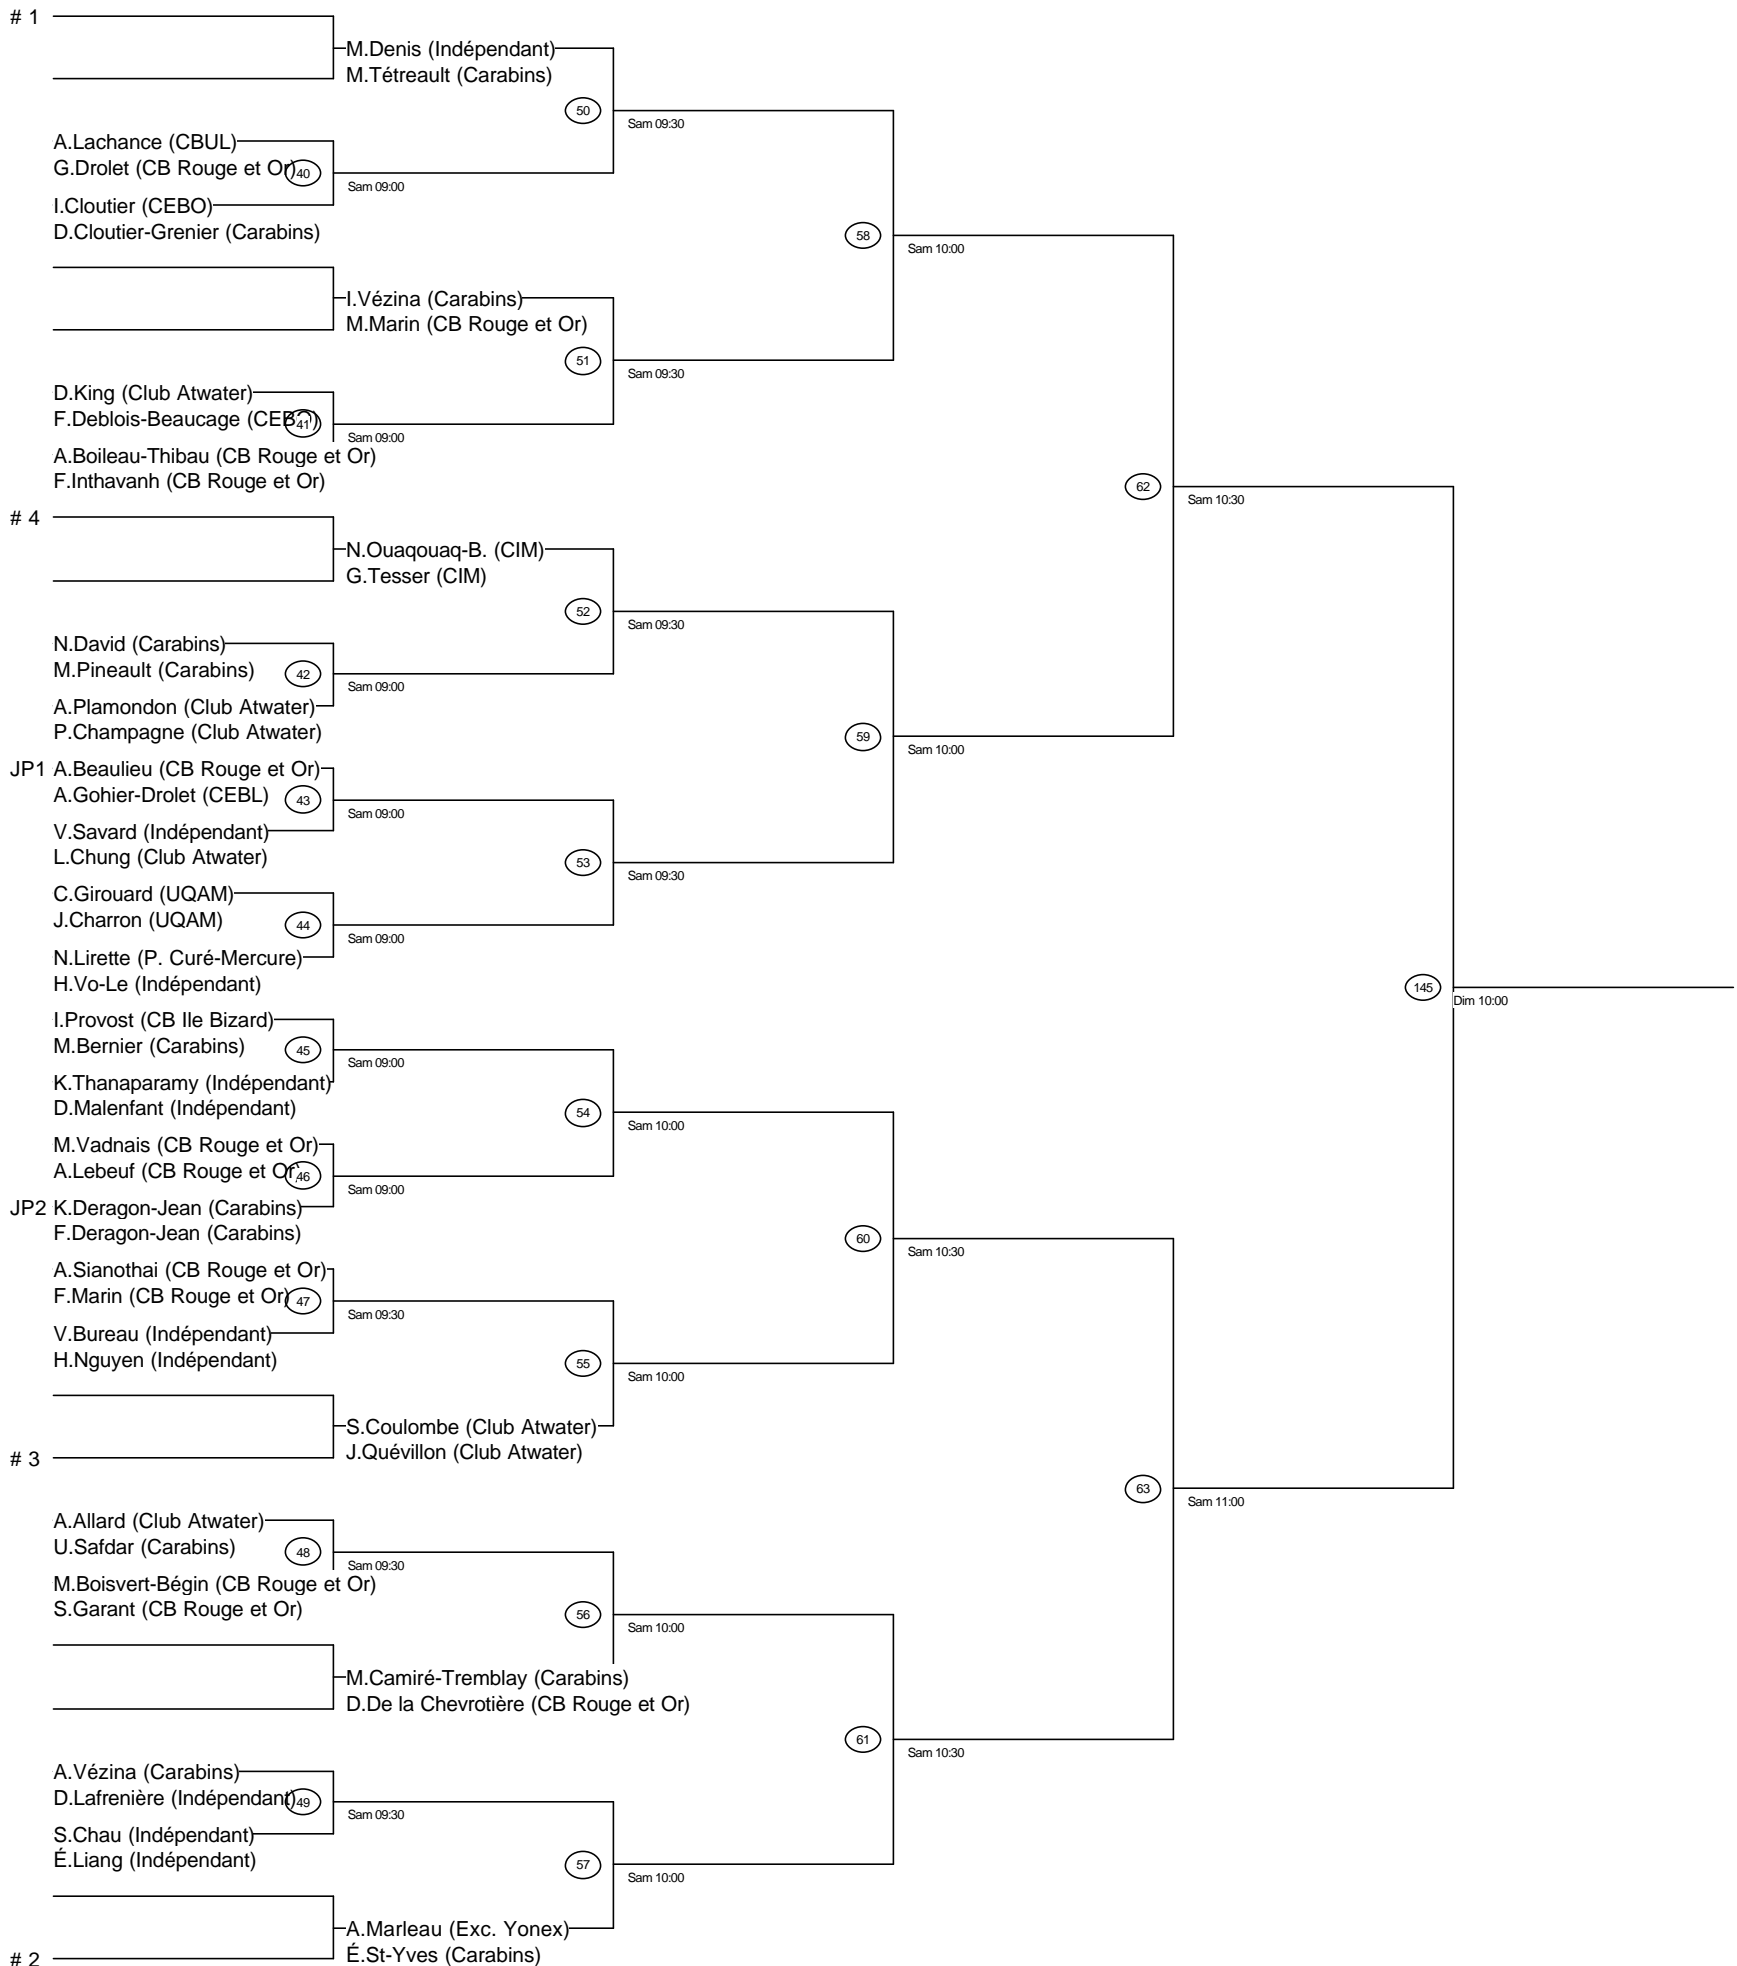 # 1
M.Denis (Indépendant)
M.Tétreault (Carabins)
50
Sam 09:30
A.Lachance (CBUL)
G.Drolet (CB Rouge et Or)
40
Sam 09:00
I.Cloutier (CEBO)
D.Cloutier-Grenier (Carabins)
58
Sam 10:00
I.Vézina (Carabins)
M.Marin (CB Rouge et Or)
51
Sam 09:30
D.King (Club Atwater)
F.Deblois-Beaucage (CEBO)
41
Sam 09:00
A.Boileau-Thibau (CB Rouge et Or)
F.Inthavanh (CB Rouge et Or)
62
Sam 10:30
# 4
N.Ouaqouaq-B. (CIM)
G.Tesser (CIM)
52
Sam 09:30
N.David (Carabins)
M.Pineault (Carabins)
42
Sam 09:00
A.Plamondon (Club Atwater)
P.Champagne (Club Atwater)
59
Sam 10:00
JP1 A.Beaulieu (CB Rouge et Or)
A.Gohier-Drolet (CEBL)
43
Sam 09:00
V.Savard (Indépendant)
L.Chung (Club Atwater)
53
Sam 09:30
C.Girouard (UQAM)
J.Charron (UQAM)
44
Sam 09:00
N.Lirette (P. Curé-Mercure)
H.Vo-Le (Indépendant)
145
Dim 10:00
I.Provost (CB Ile Bizard)
M.Bernier (Carabins)
45
Sam 09:00
K.Thanaparamy (Indépendant)
D.Malenfant (Indépendant)
54
Sam 10:00
M.Vadnais (CB Rouge et Or)
A.Lebeuf (CB Rouge et Or)
46
Sam 09:00
JP2 K.Deragon-Jean (Carabins)
F.Deragon-Jean (Carabins)
60
Sam 10:30
A.Sianothai (CB Rouge et Or)
F.Marin (CB Rouge et Or)
47
Sam 09:30
V.Bureau (Indépendant)
H.Nguyen (Indépendant)
55
Sam 10:00
S.Coulombe (Club Atwater)
J.Quévillon (Club Atwater)
# 3
63
Sam 11:00
A.Allard (Club Atwater)
U.Safdar (Carabins)
48
Sam 09:30
M.Boisvert-Bégin (CB Rouge et Or)
S.Garant (CB Rouge et Or)
56
Sam 10:00
M.Camiré-Tremblay (Carabins)
D.De la Chevrotière (CB Rouge et Or)
61
Sam 10:30
A.Vézina (Carabins)
D.Lafrenière (Indépendant)
49
Sam 09:30
S.Chau (Indépendant)
É.Liang (Indépendant)
57
Sam 10:00
A.Marleau (Exc. Yonex)
É.St-Yves (Carabins)
# 2